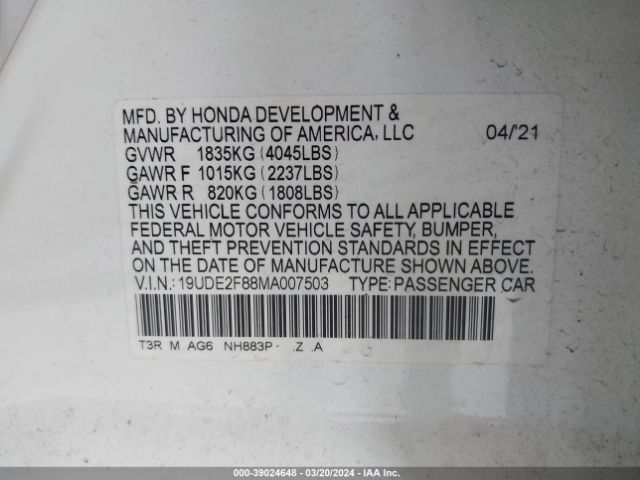 MFD. BY HONDA DEVELOPMENT &
MANUFACTURING OF AMERICA, LLC 04/'21
GVWR 1835KG (4045LBS)
GAWR F 1015KG (2237LBS)
GAWR R 820KG (1808LBS)
THIS VEHICLE CONFORMS TO ALL APPLICABLE
FEDERAL MOTOR VEHICLE SAFETY, BUMPER,
AND THEFT PREVENTION STANDARDS IN EFFECT
ON THE DATE OF MANUFACTURE SHOWN ABOVE.
V.I.N.: 19UDE2F88MA007503 TYPE: PASSENGER CAR
T3R M AG6 NH883P . .Z .A
000-39024648 - 03/20/2024 - IAA Inc.